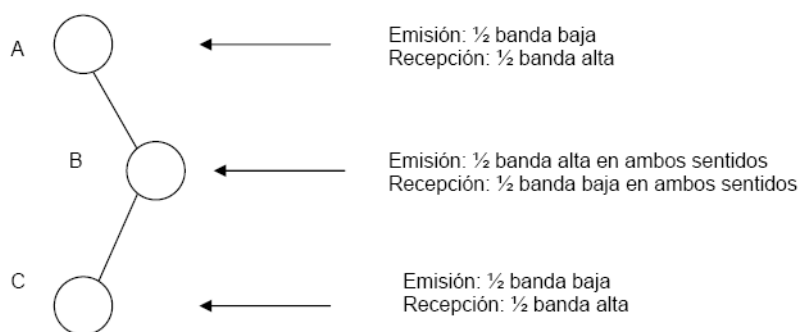 A
Emisión: ½ banda baja
Recepción: ½ banda alta
B
Emisión: ½ banda alta en ambos sentidos
Recepción: ½ banda baja en ambos sentidos
C
Emisión: ½ banda baja
Recepción: ½ banda alta